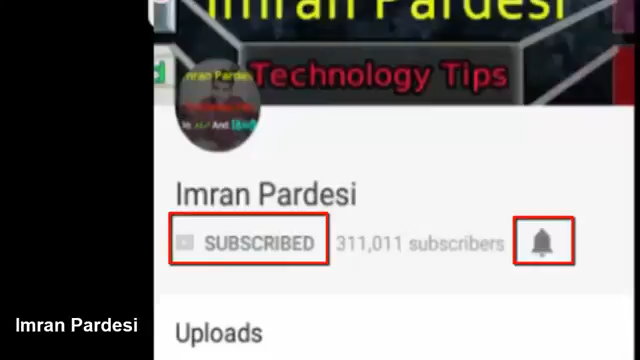 Imran Pardesi
Technology Tips
Imran Pardesi
SUBSCRIBED 311,011 subscribers
Uploads
Imran Pardesi